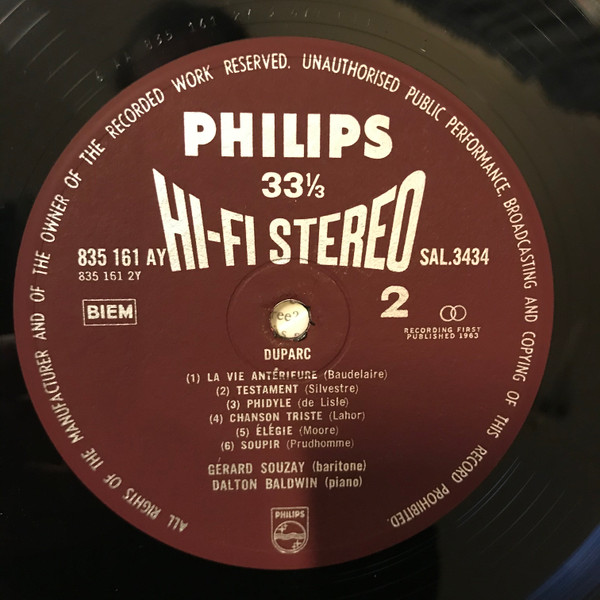 ALL RIGHTS OF THE MANUFACTURER AND OF THE OWNER OF THE RECORDED WORK RESERVED. UNAUTHORISED PUBLIC PERFORMANCE, BROADCASTING AND COPYING OF THIS RECORD PROHIBITED.
PHILIPS
33⅓
HI-FI STEREO
835 161 AY
SAL.3434
835 161 2Y
BIEM
2
RECORDING FIRST
PUBLISHED 1963
DUPARC
(1) LA VIE ANTÉRIEURE (Baudelaire)
(2) TESTAMENT (Silvestre)
(3) PHIDYLE (de Lisle)
(4) CHANSON TRISTE (Lahor)
(5) ÉLÉGIE (Moore)
(6) SOUPIR (Prudhomme)
GÉRARD SOUZAY (baritone)
DALTON BALDWIN (piano)
PHILIPS